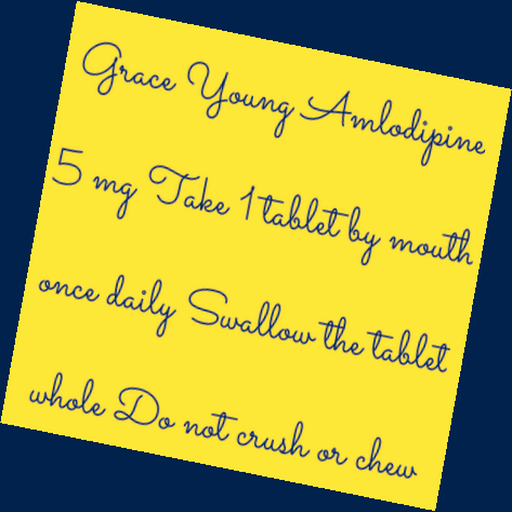 Grace Young Amlodipine
5 mg Take 1 tablet by mouth
once daily Swallow the tablet
whole Do not crush or chew